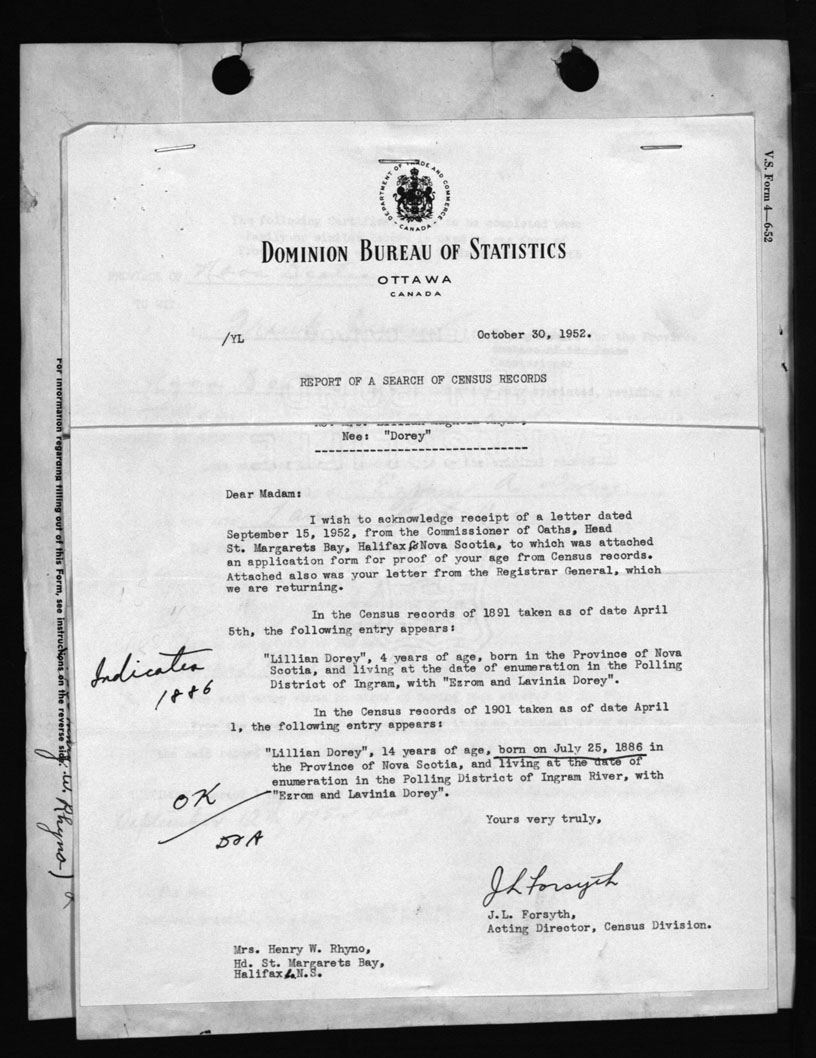 DEPARTMENT OF TRADE AND COMMERCE
CANADA
DOMINION BUREAU OF STATISTICS
OTTAWA
CANADA
/YL
October 30, 1952.
REPORT OF A SEARCH OF CENSUS RECORDS
Nee: "Dorey"
Dear Madam:
I wish to acknowledge receipt of a letter dated
September 15, 1952, from the Commissioner of Oaths, Head
St. Margarets Bay, Halifax Nova Scotia, to which was attached
an application form for proof of your age from Census records.
Attached also was your letter from the Registrar General, which
we are returning.
In the Census records of 1891 taken as of date April
5th, the following entry appears:
"Lillian Dorey", 4 years of age, born in the Province of Nova
Scotia, and living at the date of enumeration in the Polling
District of Ingram, with "Ezrom and Lavinia Dorey".
Indicates
1886
In the Census records of 1901 taken as of date April
1, the following entry appears:
"Lillian Dorey", 14 years of age, born on July 25, 1886 in
the Province of Nova Scotia, and living at the date of
enumeration in the Polling District of Ingram River, with
"Ezrom and Lavinia Dorey".
OK
Yours very truly,
JL Forsyth
J.L. Forsyth,
Acting Director, Census Division.
Mrs. Henry W. Rhyno,
Hd. St. Margarets Bay,
Halifax N.S.
V.S. Form 4—6-52
For information regarding filling out of this Form, see instructions on the reverse side.
W. Rhyno)